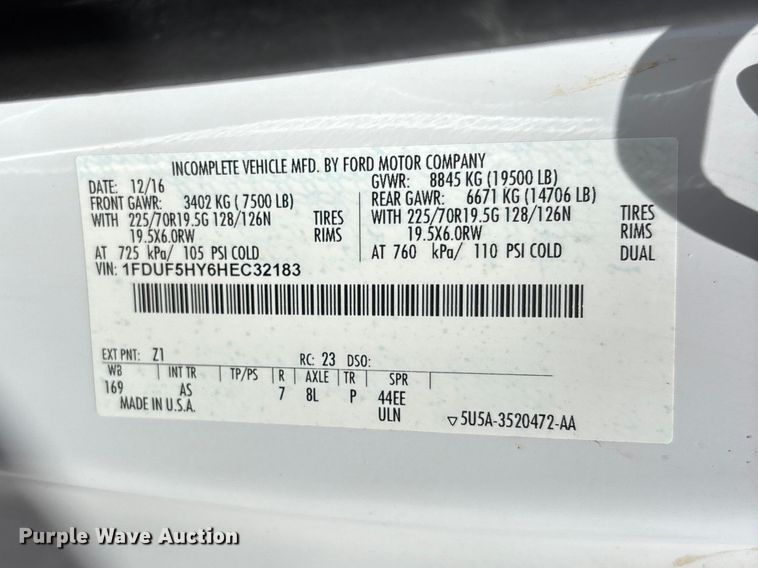 INCOMPLETE VEHICLE MFD. BY FORD MOTOR COMPANY
DATE: 12/16 GVWR: 8845 KG (19500 LB)
FRONT GAWR: 3402 KG ( 7500 LB) REAR GAWR: 6671 KG (14706 LB)
WITH 225/70R19.5G 128/126N TIRES WITH 225/70R19.5G 128/126N TIRES
19.5X6.0RW RIMS 19.5X6.0RW RIMS
AT 725 kPa/ 105 PSI COLD AT 760 kPa/ 110 PSI COLD DUAL
VIN: 1FDUF5HY6HEC32183
EXT PNT: Z1 RC: 23 DSO:
WB INT TR TP/PS R AXLE TR SPR
169 AS 7 8L P 44EE
MADE IN U.S.A. ULN ▽5U5A-3520472-AA
Purple Wave Auction